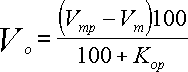 V_o = (V_mp − V_m)100 / 100 + K_op